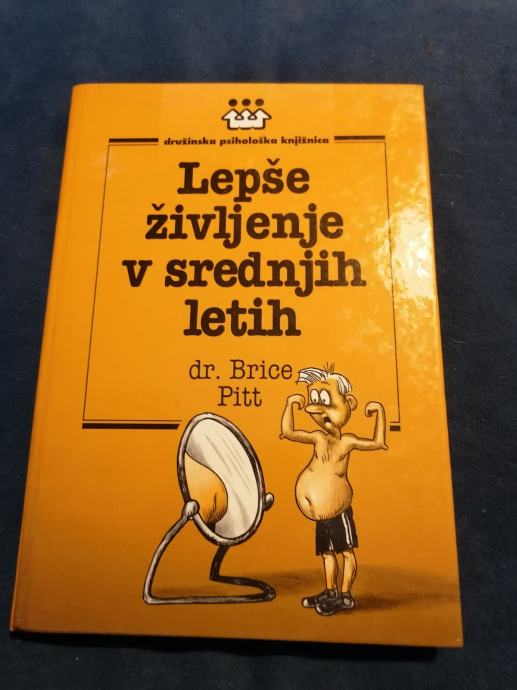 družinska psihološka knjižnica
Lepše
življenje
v srednjih
letih
dr. Brice
Pitt